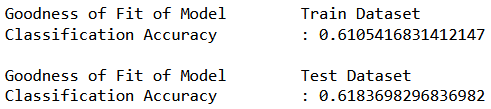 Goodness of Fit of Model Train Dataset
Classification Accuracy : 0.6105416831412147
Goodness of Fit of Model Test Dataset
Classification Accuracy : 0.6183698296836982